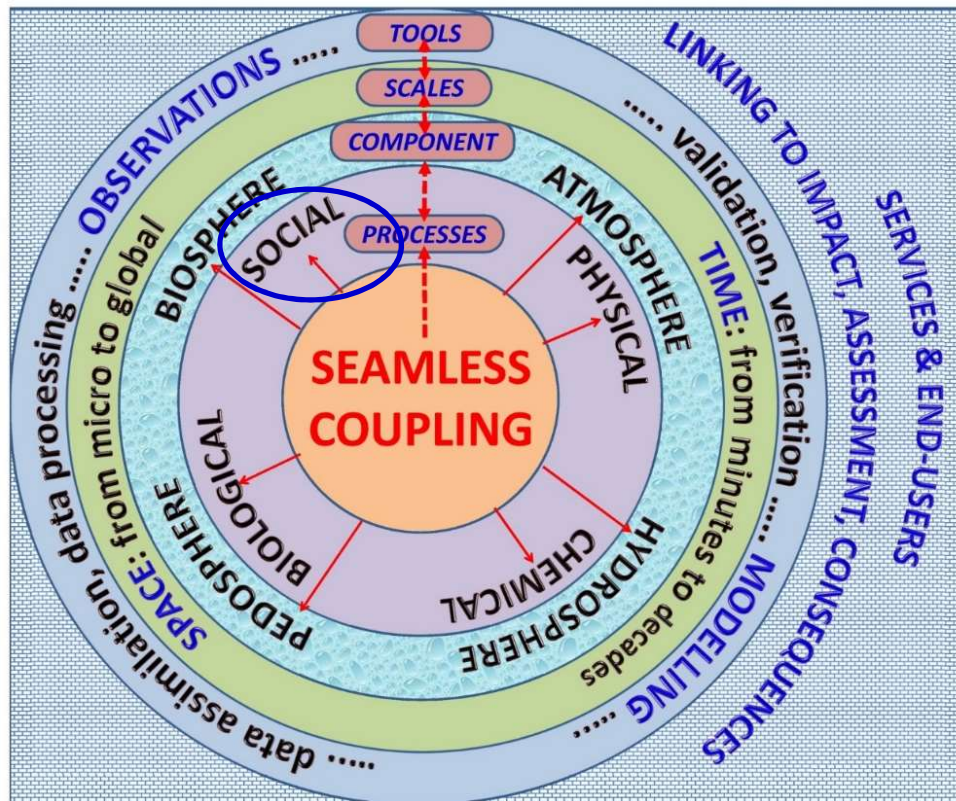 TOOLS
SCALES
COMPONENT
PROCESSES
SEAMLESS
COUPLING
SOCIAL
PHYSICAL
CHEMICAL
BIOLOGICAL
BIOSPHERE
ATMOSPHERE
HYDROSPHERE
PEDOSPHERE
SPACE: from micro to global
TIME: from minutes to decades
..... data assimilation, data processing ..... OBSERVATIONS .....
..... validation, verification ..... MODELLING .....
LINKING TO IMPACT, ASSESSMENT, CONSEQUENCES
SERVICES & END-USERS